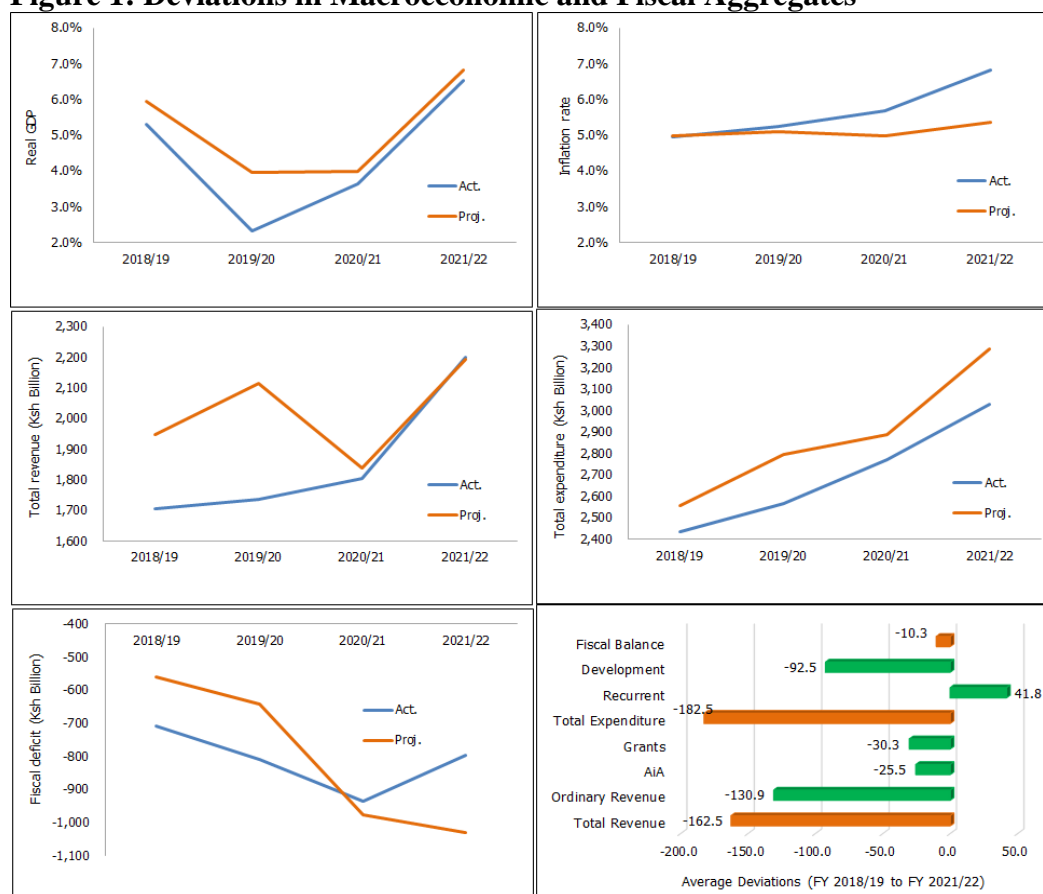 Figure 1: Deviations in Macroeconomic and Fiscal Aggregates
8.0%
7.0%
6.0%
5.0%
4.0%
3.0%
2.0%
Real GDP
2018/19 2019/20 2020/21 2021/22
Act.
Proj.
8.0%
7.0%
6.0%
5.0%
4.0%
3.0%
2.0%
Inflation rate
2018/19 2019/20 2020/21 2021/22
Act.
Proj.
2,300
2,200
2,100
2,000
1,900
1,800
1,700
1,600
Total revenue (Ksh Billion)
2018/19 2019/20 2020/21 2021/22
Act.
Proj.
3,400
3,300
3,200
3,100
3,000
2,900
2,800
2,700
2,600
2,500
2,400
Total expenditure (Ksh Billion)
2018/19 2019/20 2020/21 2021/22
Act.
Proj.
-400
-500
-600
-700
-800
-900
-1,000
-1,100
Fiscal deficit (Ksh Billion)
2018/19 2019/20 2020/21 2021/22
Act.
Proj.
Fiscal Balance -10.3
Development -92.5
Recurrent 41.8
Total Expenditure -182.5
Grants -30.3
AiA -25.5
Ordinary Revenue -130.9
Total Revenue -162.5
-200.0 -150.0 -100.0 -50.0 0.0 50.0
Average Deviations (FY 2018/19 to FY 2021/22)